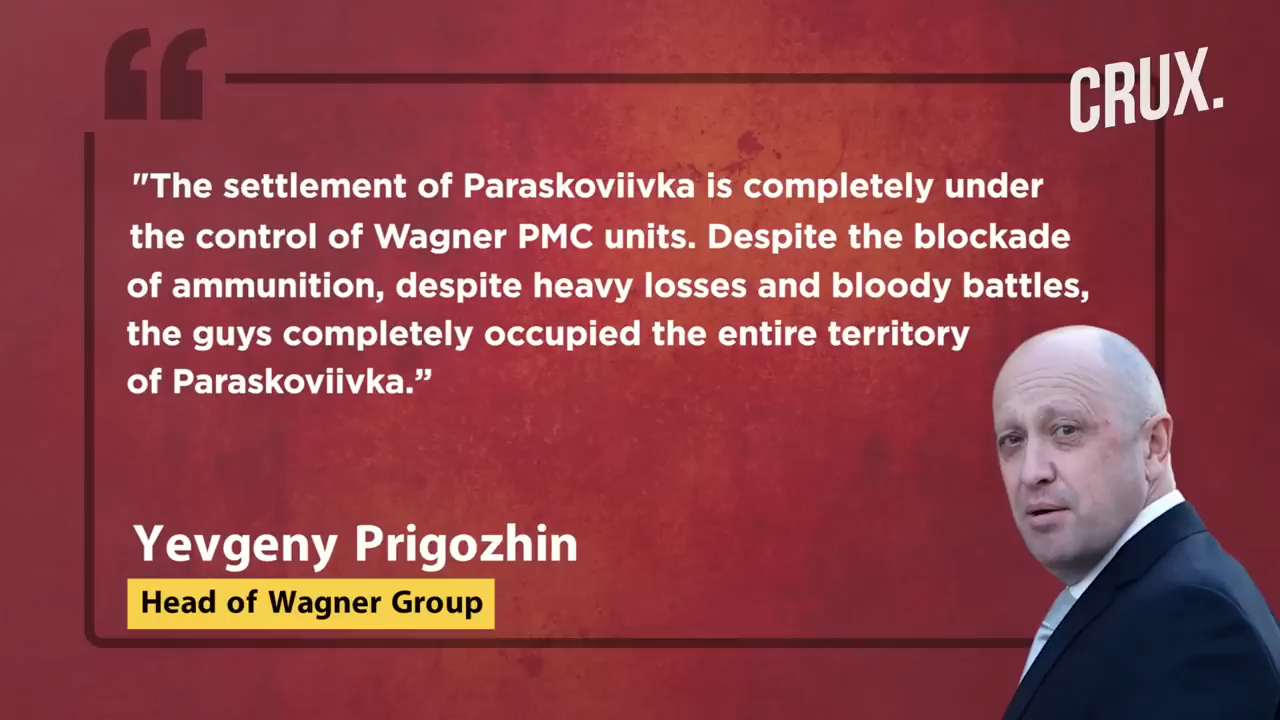 CRUX.
"The settlement of Paraskoviivka is completely under
the control of Wagner PMC units. Despite the blockade
of ammunition, despite heavy losses and bloody battles,
the guys completely occupied the entire territory
of Paraskoviivka.”
Yevgeny Prigozhin
Head of Wagner Group